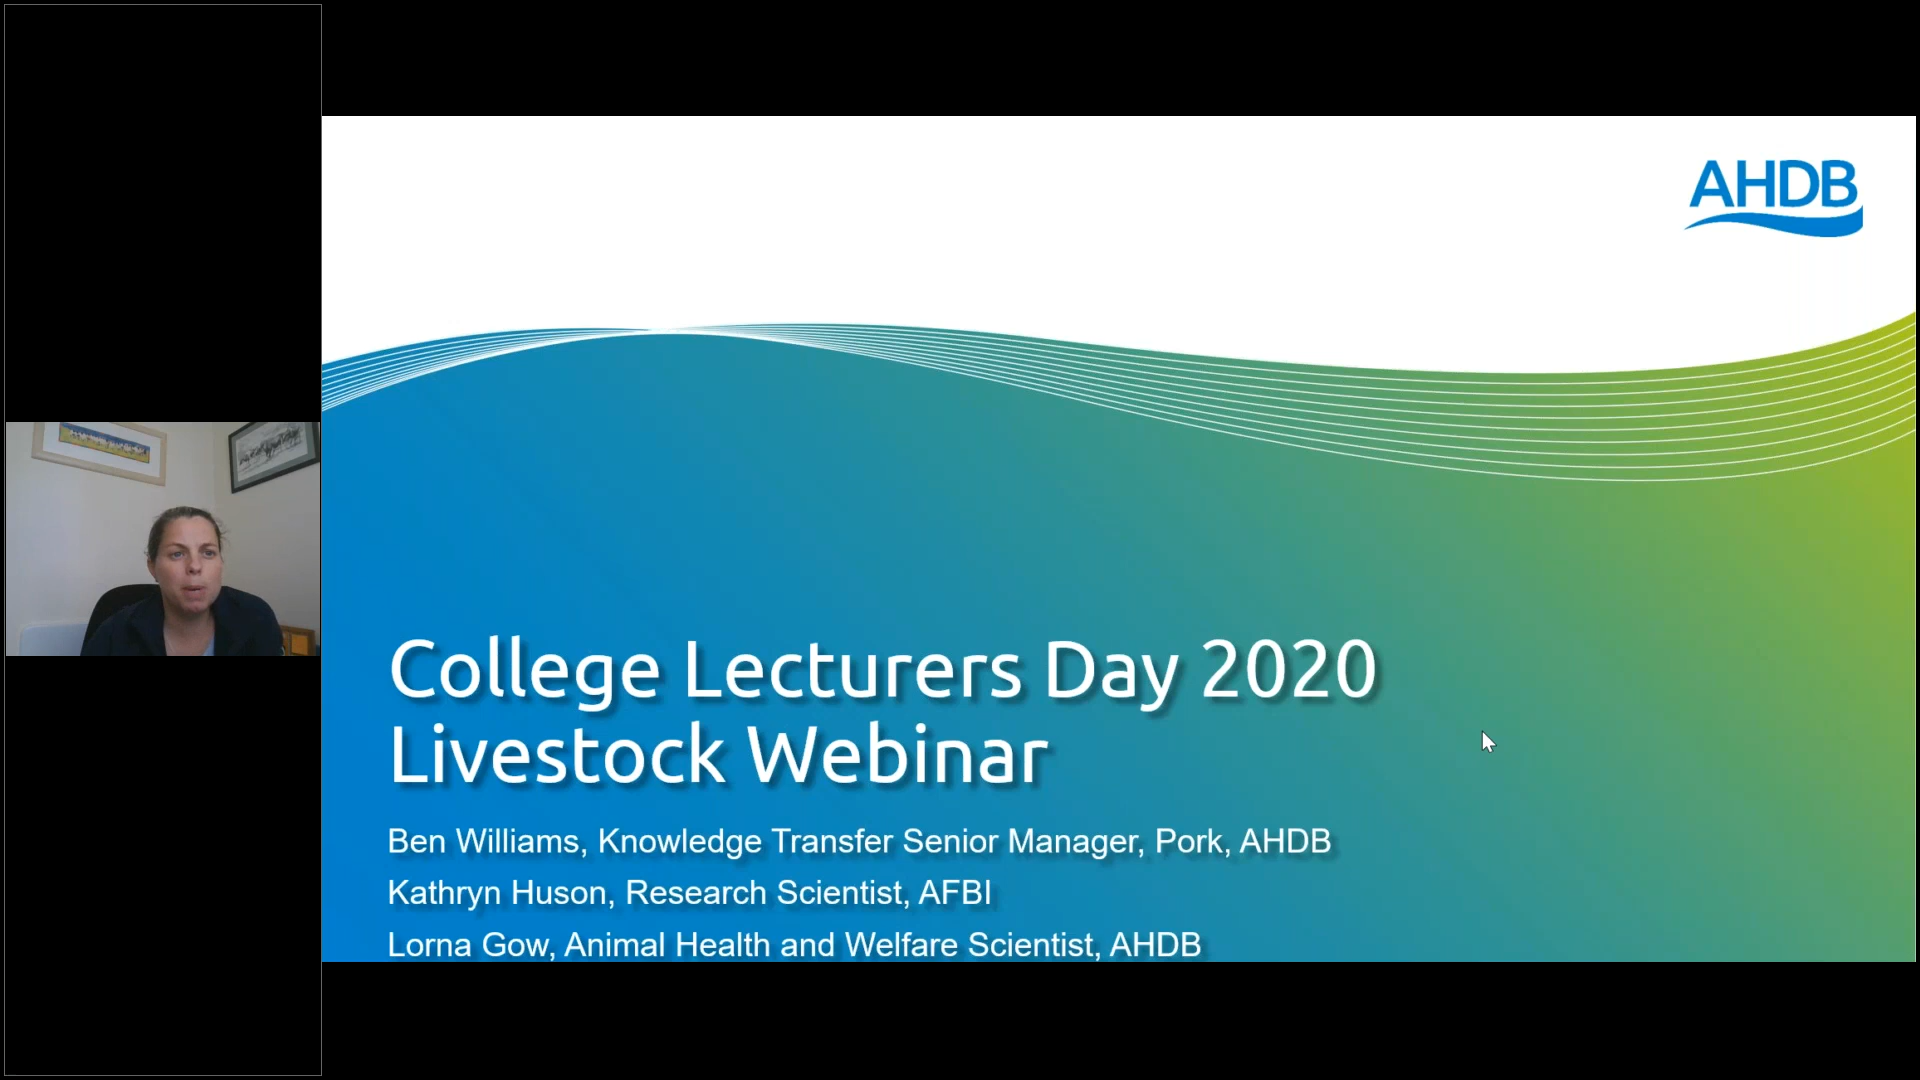 AHDB
College Lecturers Day 2020
Livestock Webinar
Ben Williams, Knowledge Transfer Senior Manager, Pork, AHDB
Kathryn Huson, Research Scientist, AFBI
Lorna Gow, Animal Health and Welfare Scientist, AHDB